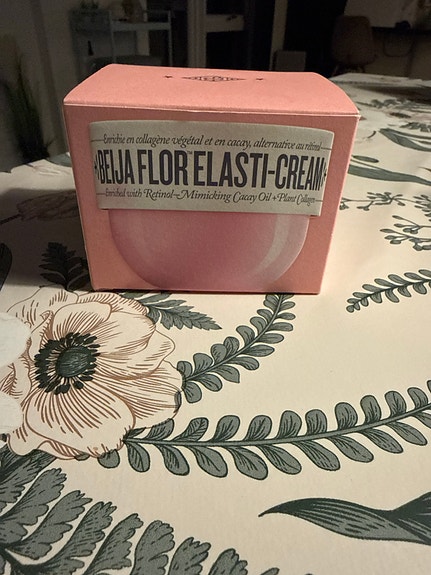 Enrichie en collagène végétal et en cacay, alternative au rétinol
BEIJA FLOR™ ELASTI-CREAM
Enriched with Retinol-Mimicking Cacay Oil + Plant Collagen